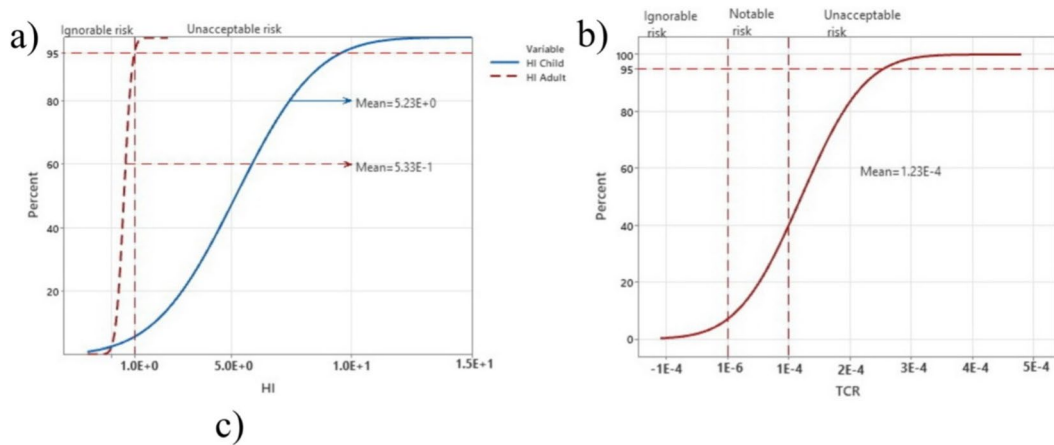 a)
Ignorable risk Unacceptable risk
95
80
60
40
20
Percent
1.0E+0 5.0E+0 1.0E+1 1.5E+1
HI
Mean=5.23E+0
Mean=5.33E-1
Variable
HI Child
HI Adult
b)
Ignorable risk
Notable risk
Unacceptable risk
100
95
80
60
40
20
0
Percent
Mean=1.23E-4
-1E-4 1E-6 1E-4 2E-4 3E-4 4E-4 5E-4
TCR
c)